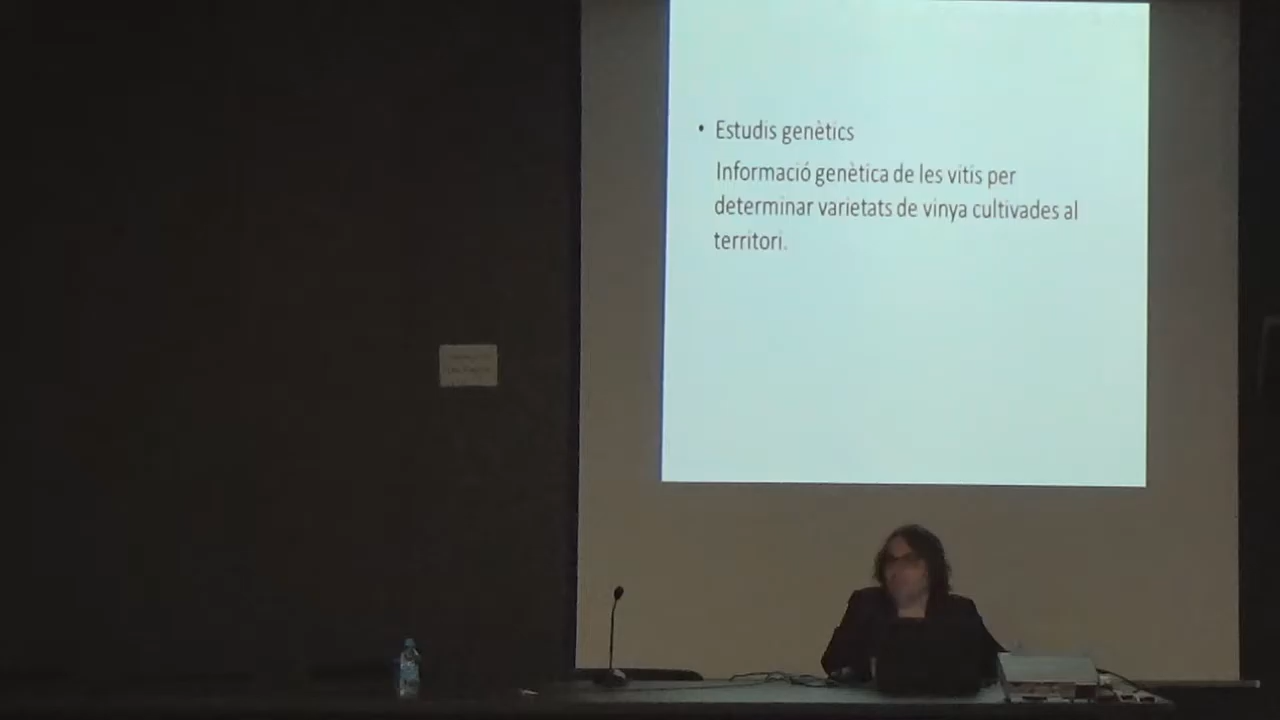 • Estudis genètics
Informació genètica de les vitis per
determinar varietats de vinya cultivades al
territori.